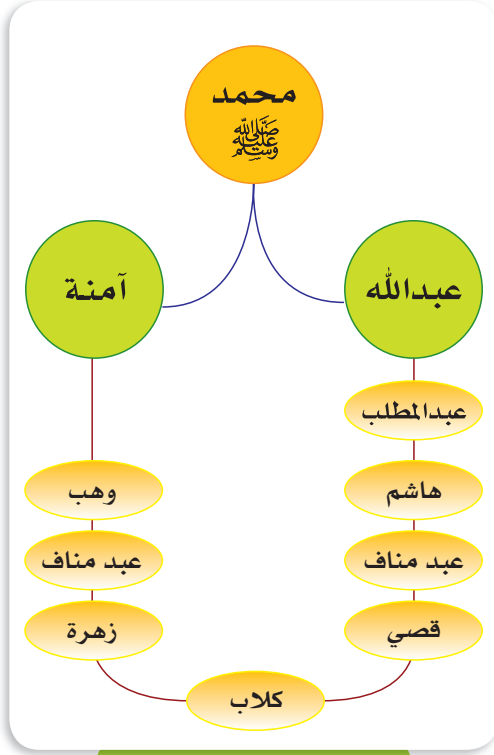 محمد
صلى الله
عليه
وسلم
عبدالله
آمنة
عبدالمطلب
هاشم
وهب
عبد مناف
عبد مناف
قصي
زهرة
كلاب